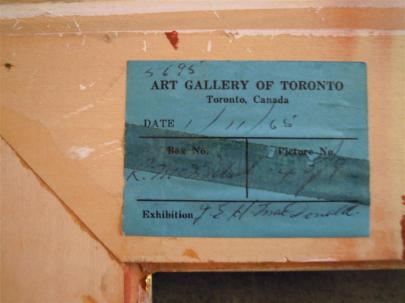 5695
ART GALLERY OF TORONTO
Toronto, Canada
DATE 1/11/65
Box No. Picture No.
Exhibition J E H MacDonald